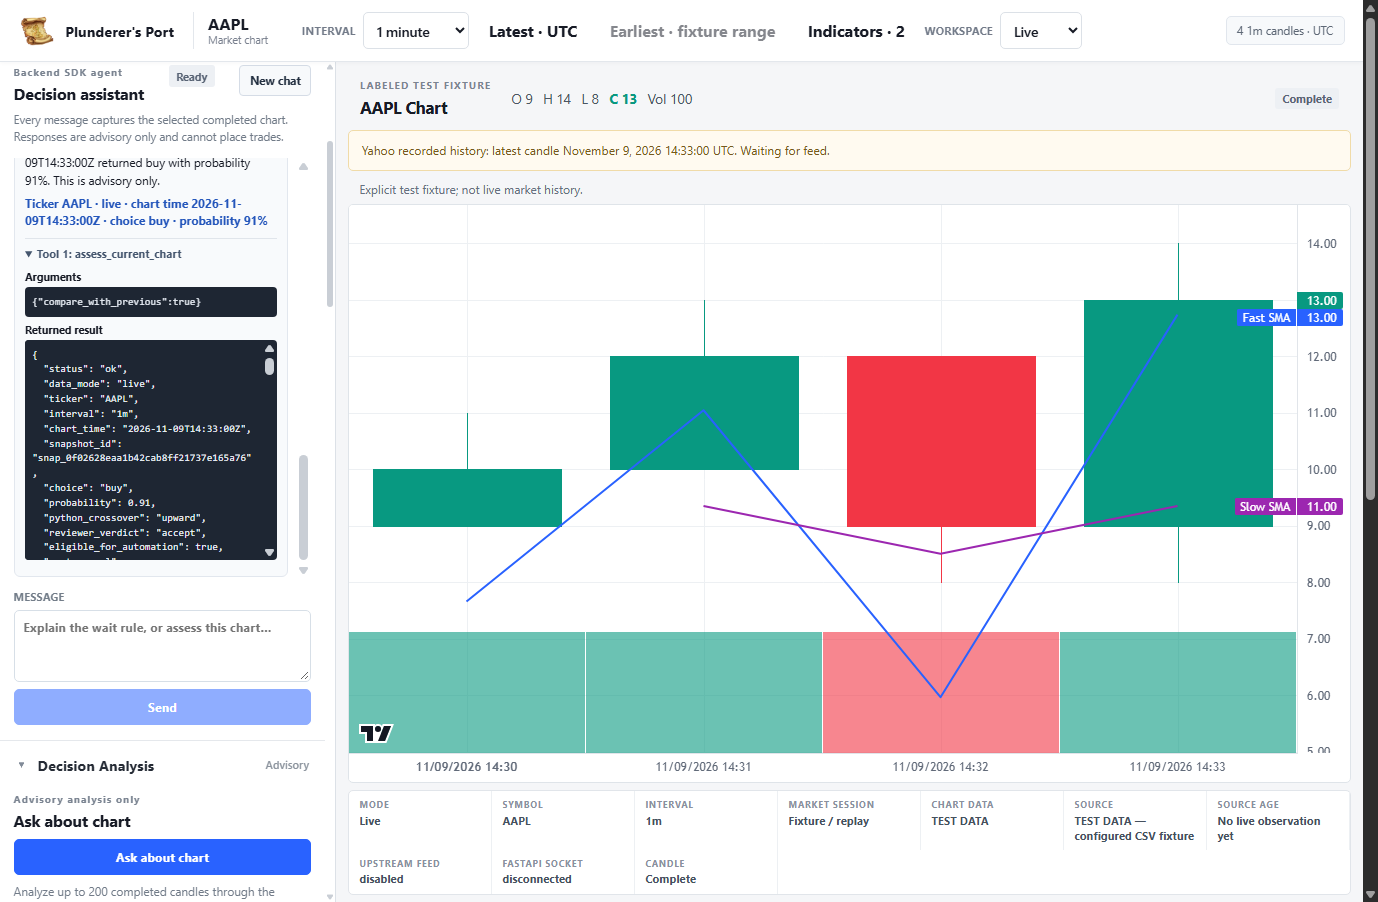 Plunderer's Port
AAPL
Market chart
INTERVAL
1 minute
Latest · UTC
Earliest · fixture range
Indicators · 2
WORKSPACE
Live
4 1m candles · UTC
Backend SDK agent
Decision assistant
Ready
New chat
Every message captures the selected completed chart.
Responses are advisory only and cannot place trades.
09T14:33:00Z returned buy with probability
91%. This is advisory only.
Ticker AAPL · live · chart time 2026-11-
09T14:33:00Z · choice buy · probability 91%
▼ Tool 1: assess_current_chart
Arguments
{"compare_with_previous":true}
Returned result
{
"status": "ok",
"data_mode": "live",
"ticker": "AAPL",
"interval": "1m",
"chart_time": "2026-11-09T14:33:00Z",
"snapshot_id":
"snap_0f02628eaa1b42cab8ff21737e165a76"
,
"choice": "buy",
"probability": 0.91,
"python_crossover": "upward",
"reviewer_verdict": "accept",
"eligible_for_automation": true,
MESSAGE
Explain the wait rule, or assess this chart...
Send
▼ Decision Analysis
Advisory
Advisory analysis only
Ask about chart
Ask about chart
Analyze up to 200 completed candles through the
LABELED TEST FIXTURE
AAPL Chart
O 9 H 14 L 8 C 13 Vol 100
Complete
Yahoo recorded history: latest candle November 9, 2026 14:33:00 UTC. Waiting for feed.
Explicit test fixture; not live market history.
14.00
13.00
Fast SMA 13.00
12.00
11.00
10.00
Slow SMA 11.00
9.00
8.00
7.00
6.00
5.00
11/09/2026 14:30
11/09/2026 14:31
11/09/2026 14:32
11/09/2026 14:33
MODE
Live
SYMBOL
AAPL
INTERVAL
1m
MARKET SESSION
Fixture / replay
CHART DATA
TEST DATA
SOURCE
TEST DATA —
configured CSV fixture
SOURCE AGE
No live observation
yet
UPSTREAM FEED
disabled
FASTAPI SOCKET
disconnected
CANDLE
Complete